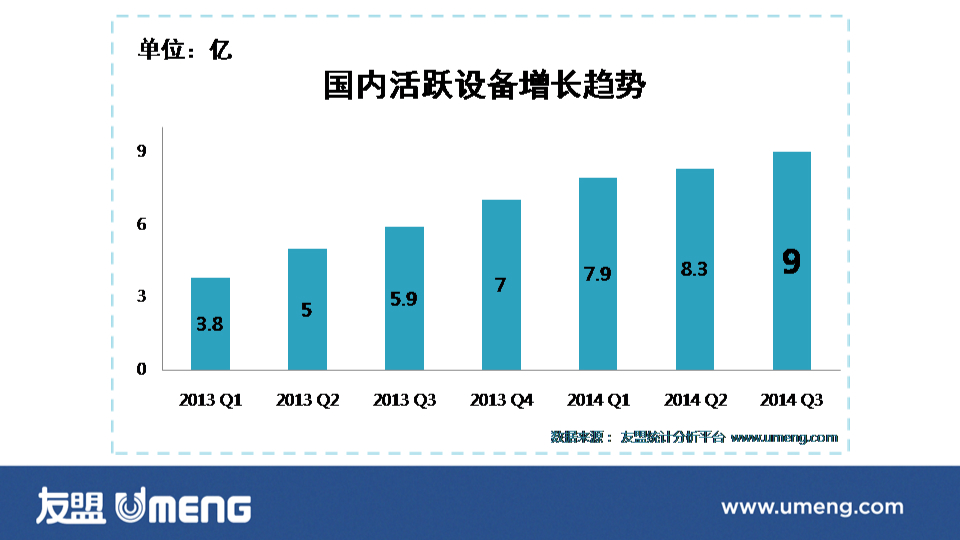 单位：亿
国内活跃设备增长趋势
9
6
3
0
3.8
5
5.9
7
7.9
8.3
9
2013 Q1
2013 Q2
2013 Q3
2013 Q4
2014 Q1
2014 Q2
2014 Q3
数据来源： 友盟统计分析平台 www.umeng.com
友盟 UMENG
www.umeng.com